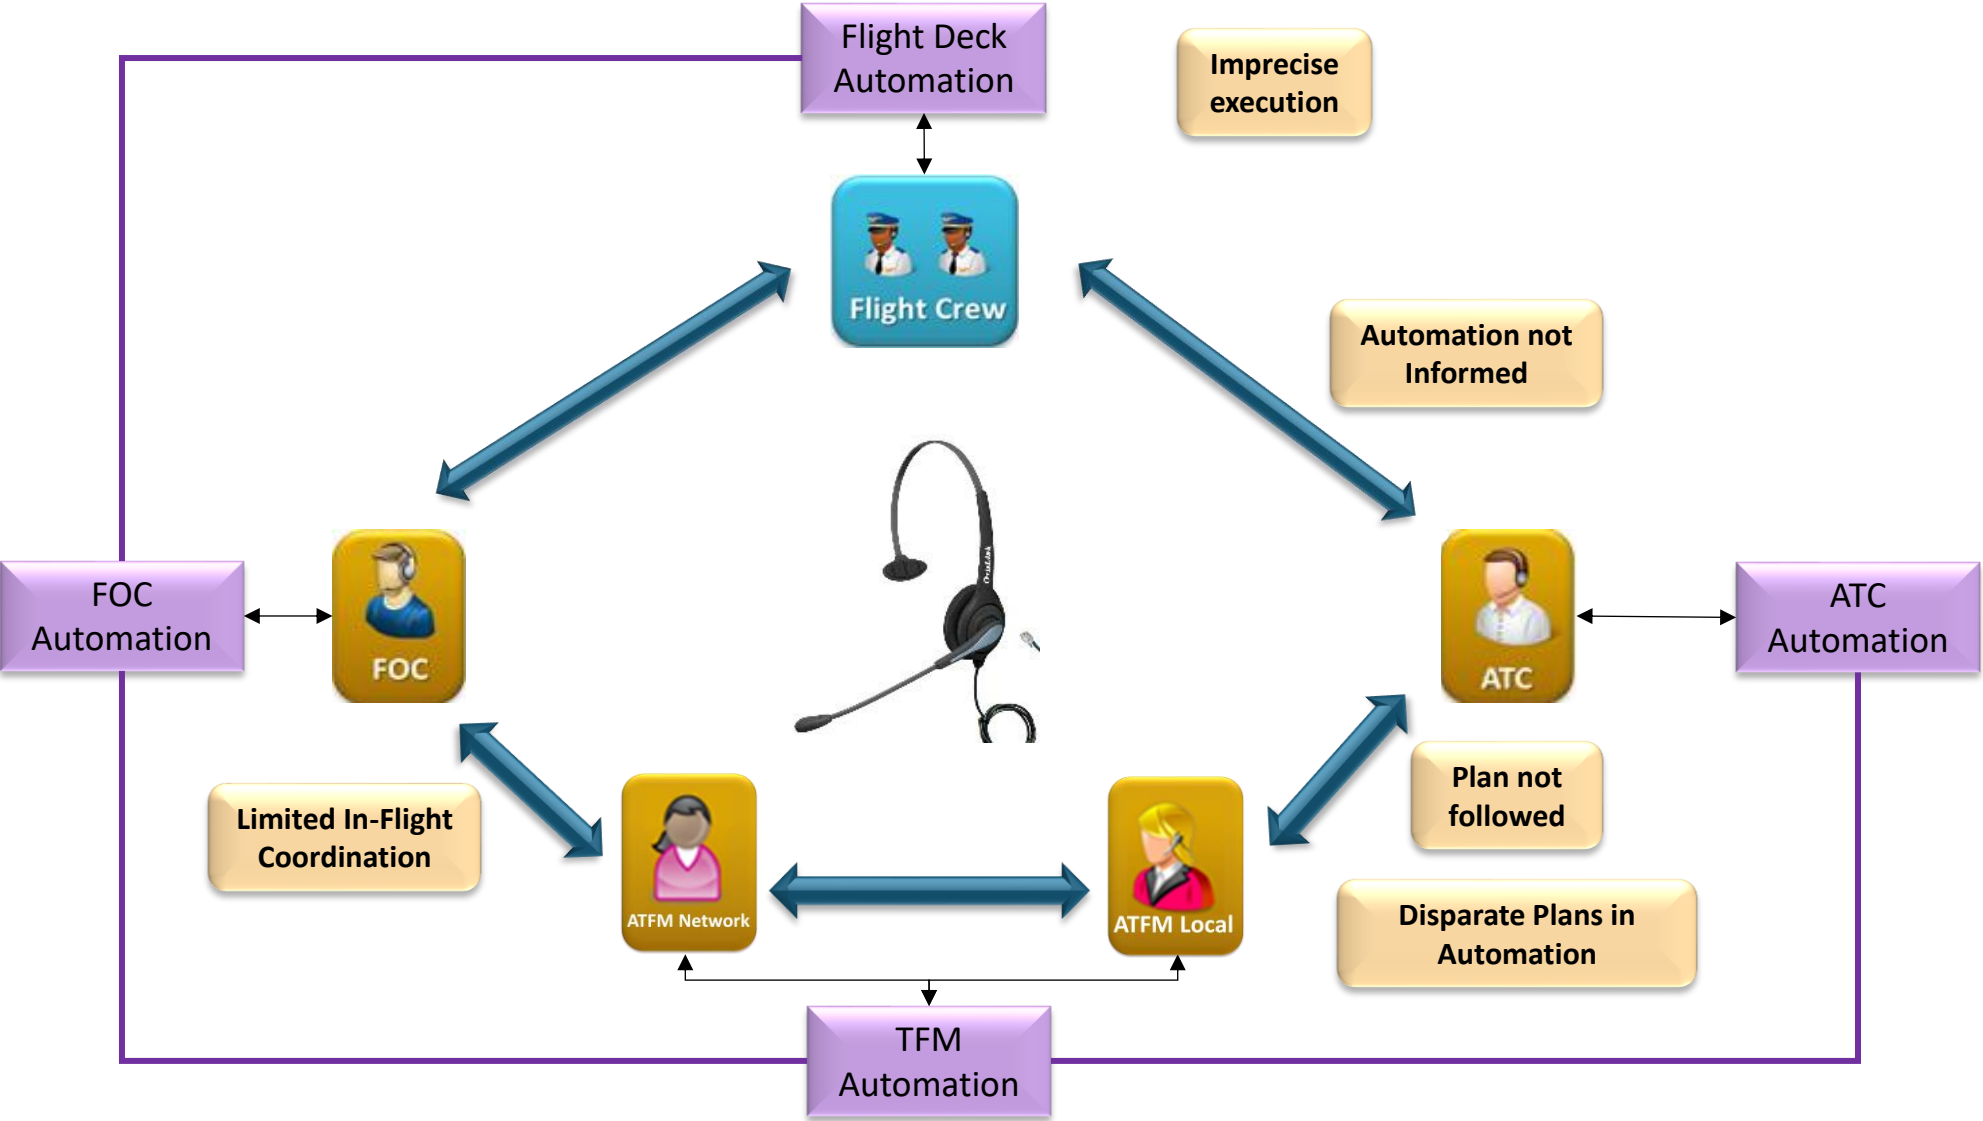 Flight Deck
Automation
Imprecise
execution
Flight Crew
Automation not
Informed
FOC
Automation
FOC
ATC
ATC
Automation
Limited In-Flight
Coordination
ATFM Network
ATFM Local
Plan not
followed
Disparate Plans in
Automation
TFM
Automation